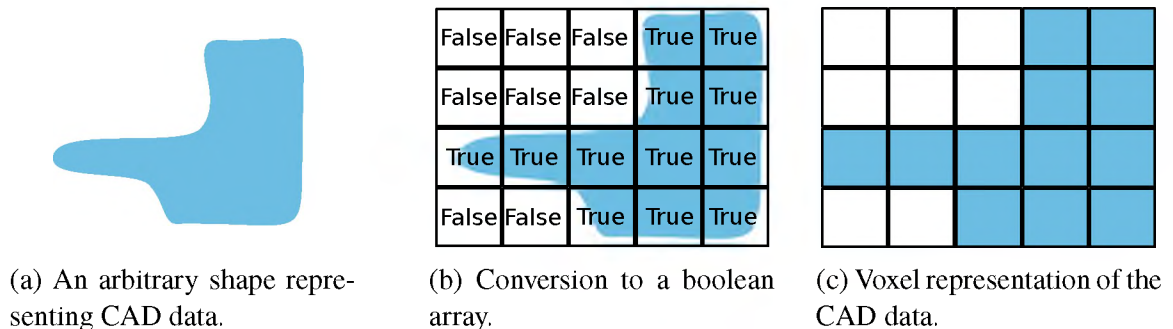 False False False True True
False False False True True
True True True True True
False False True True True
(a) An arbitrary shape repre-
senting CAD data.
(b) Conversion to a boolean
array.
(c) Voxel representation of the
CAD data.